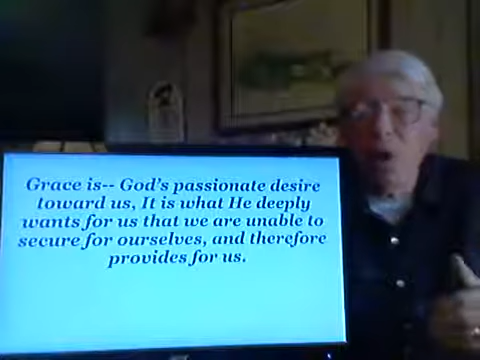 Grace is-- God's passionate desire
toward us, It is what He deeply
wants for us that we are unable to
secure for ourselves, and therefore
provides for us.